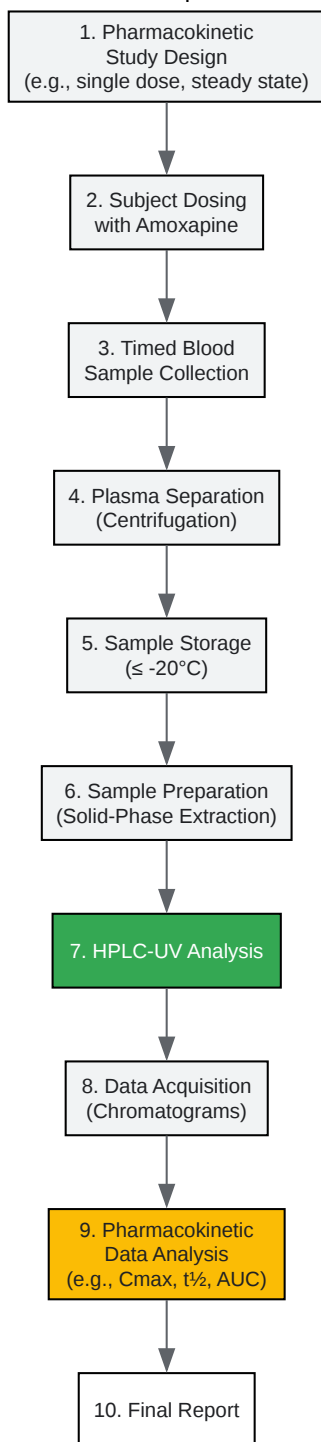 1. Pharmacokinetic
Study Design
(e.g., single dose, steady state)
2. Subject Dosing
with Amoxapine
3. Timed Blood
Sample Collection
4. Plasma Separation
(Centrifugation)
5. Sample Storage
(≤ -20°C)
6. Sample Preparation
(Solid-Phase Extraction)
7. HPLC-UV Analysis
8. Data Acquisition
(Chromatograms)
9. Pharmacokinetic
Data Analysis
(e.g., Cmax, t½, AUC)
10. Final Report